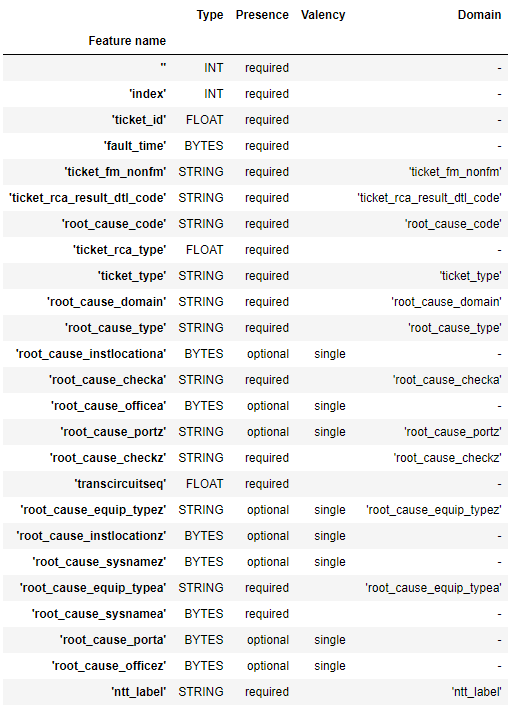 Type Presence Valency Domain
Feature name
'' INT required -
'index' INT required -
'ticket_id' FLOAT required -
'fault_time' BYTES required -
'ticket_fm_nonfm' STRING required 'ticket_fm_nonfm'
'ticket_rca_result_dtl_code' STRING required 'ticket_rca_result_dtl_code'
'root_cause_code' STRING required 'root_cause_code'
'ticket_rca_type' FLOAT required -
'ticket_type' STRING required 'ticket_type'
'root_cause_domain' STRING required 'root_cause_domain'
'root_cause_type' STRING required 'root_cause_type'
'root_cause_instlocationa' BYTES optional single -
'root_cause_checka' STRING required 'root_cause_checka'
'root_cause_officea' BYTES optional single -
'root_cause_portz' STRING optional single 'root_cause_portz'
'root_cause_checkz' STRING required 'root_cause_checkz'
'transcircuitseq' FLOAT required -
'root_cause_equip_typez' STRING optional single 'root_cause_equip_typez'
'root_cause_instlocationz' BYTES optional single -
'root_cause_sysnamez' BYTES optional single -
'root_cause_equip_typea' STRING required 'root_cause_equip_typea'
'root_cause_sysnamea' BYTES required -
'root_cause_porta' BYTES optional single -
'root_cause_officez' BYTES optional single -
'ntt_label' STRING required 'ntt_label'